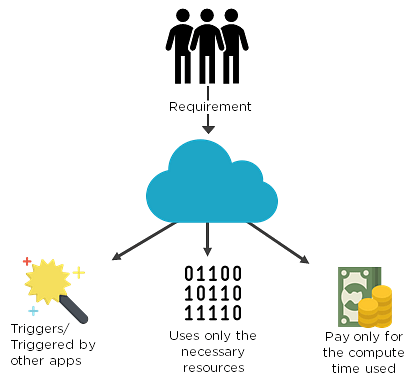 Requirement
01100
10110
11110
Triggers/
Triggered by
other apps
Uses only the
necessary
resources
Pay only for
the compute
time used